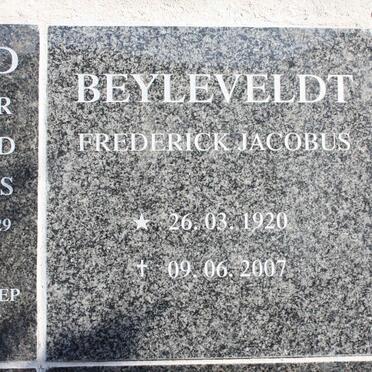 BEYLEVELDT
FREDERICK JACOBUS
★ 26. 03. 1920
✝ 09. 06. 2007